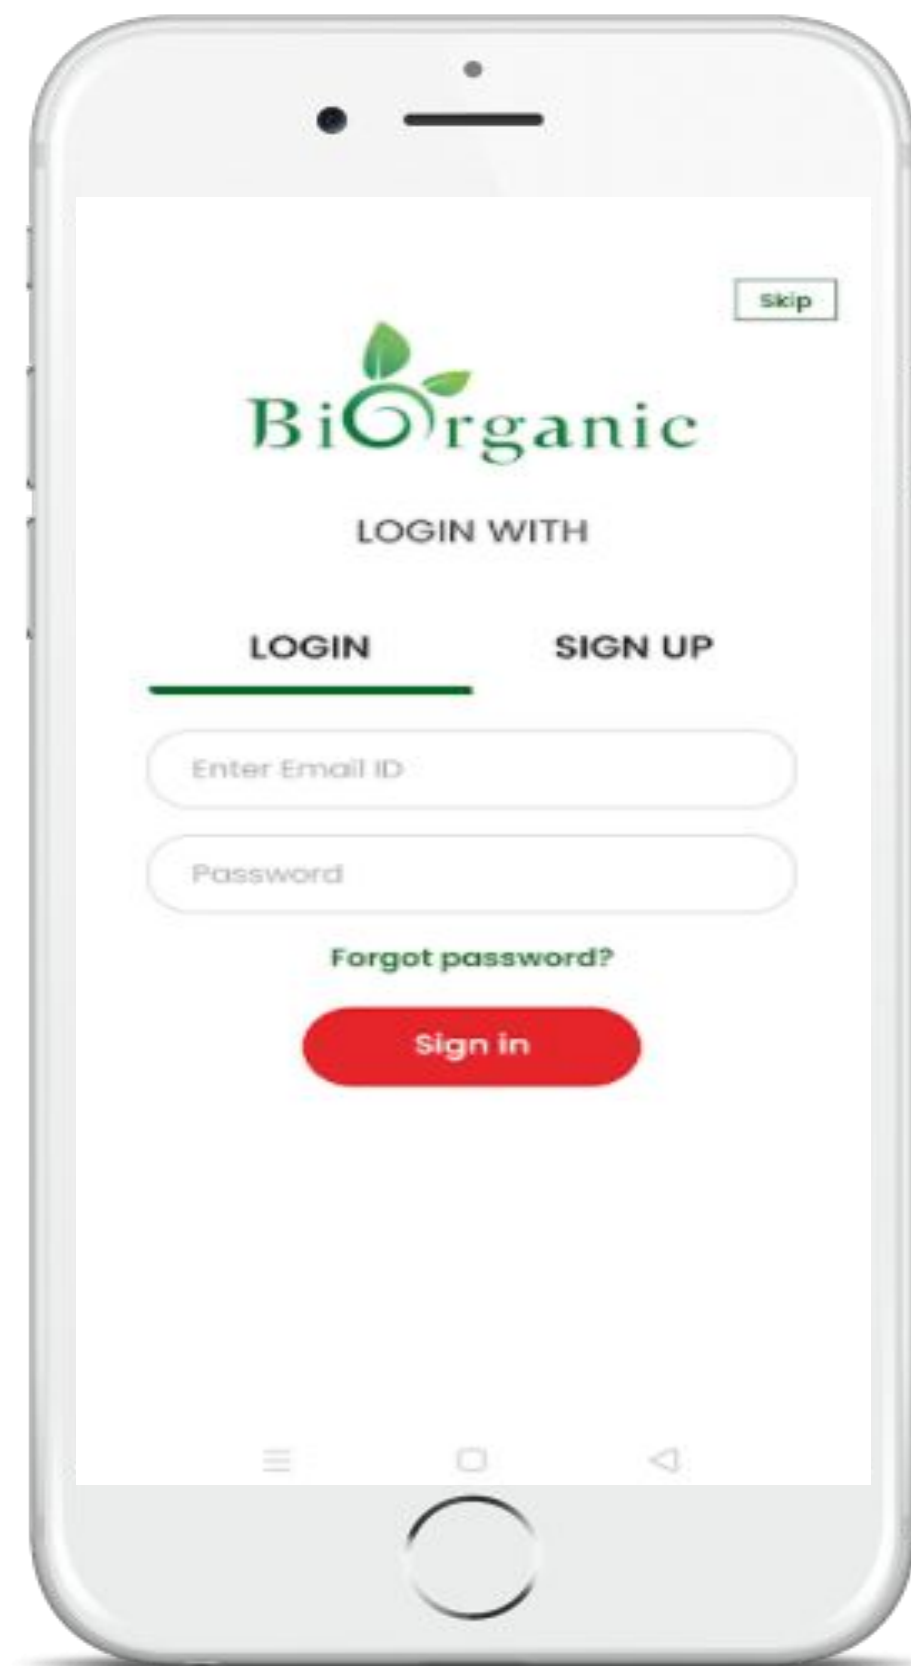 Skip
BiOrganic
LOGIN WITH
LOGIN SIGN UP
Enter Email ID
Password
Forgot password?
Sign in